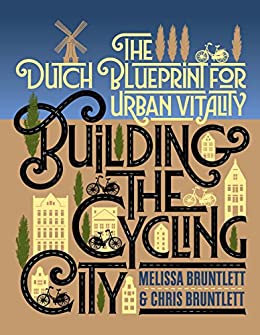 THE
DUTCH BLUEPRINT FOR
URBAN VITALITY
BUILDING
THE
CYCLING
CITY
MELISSA BRUNTLETT
& CHRIS BRUNTLETT